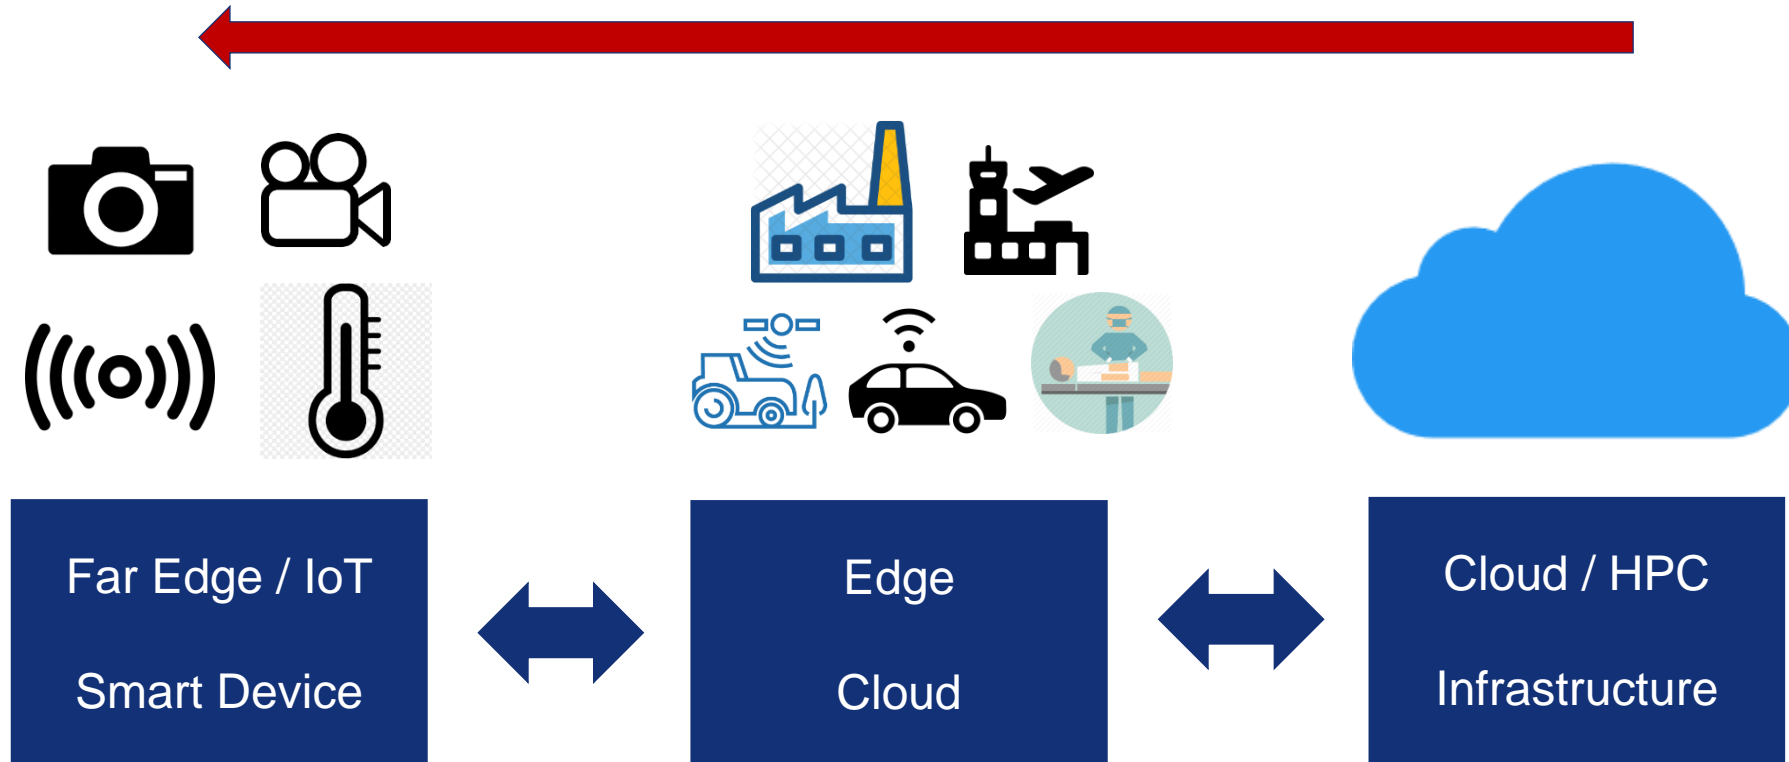 Far Edge / IoT
Smart Device
Edge
Cloud
Cloud / HPC
Infrastructure